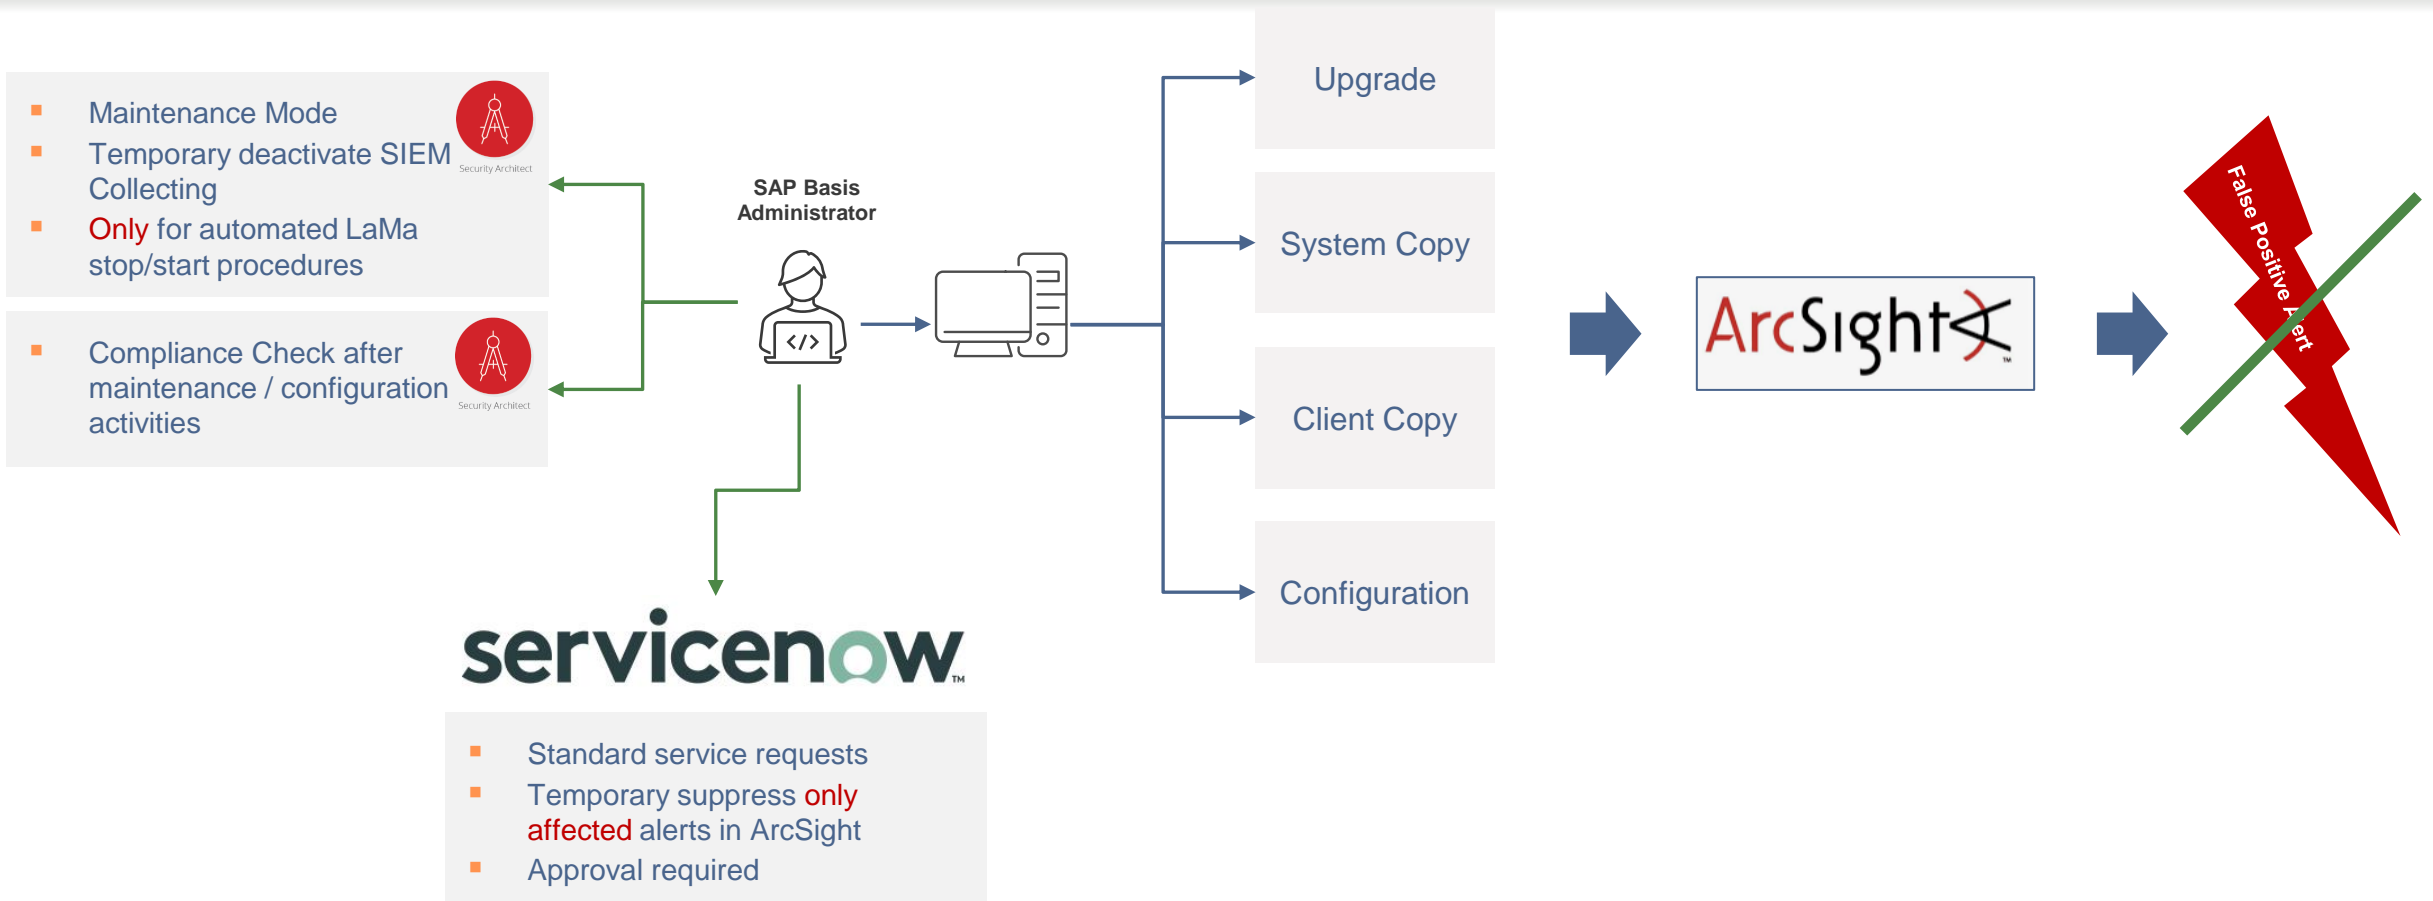 Maintenance Mode
Temporary deactivate SIEM
Collecting
Only for automated LaMa
stop/start procedures
Security Architect
Compliance Check after
maintenance / configuration
activities
Security Architect
SAP Basis
Administrator
</>
servicenow™
Standard service requests
Temporary suppress only
affected alerts in ArcSight
Approval required
Upgrade
System Copy
Client Copy
Configuration
ArcSight™
False Positive Alert